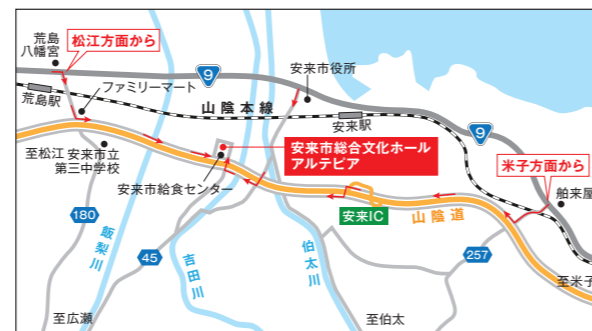 荒島
八幡宮
松江方面から
9
安来市役所
荒島駅
ファミリーマート
山陰本線
安来駅
9
至松江
安来市立
第三中学校
安来市総合文化ホール
アルテピア
米子方面から
安来市給食センター
舶来屋
安来IC
山陰道
180
飯梨川
45
吉田川
伯太川
257
至米子
至広瀬
至伯太